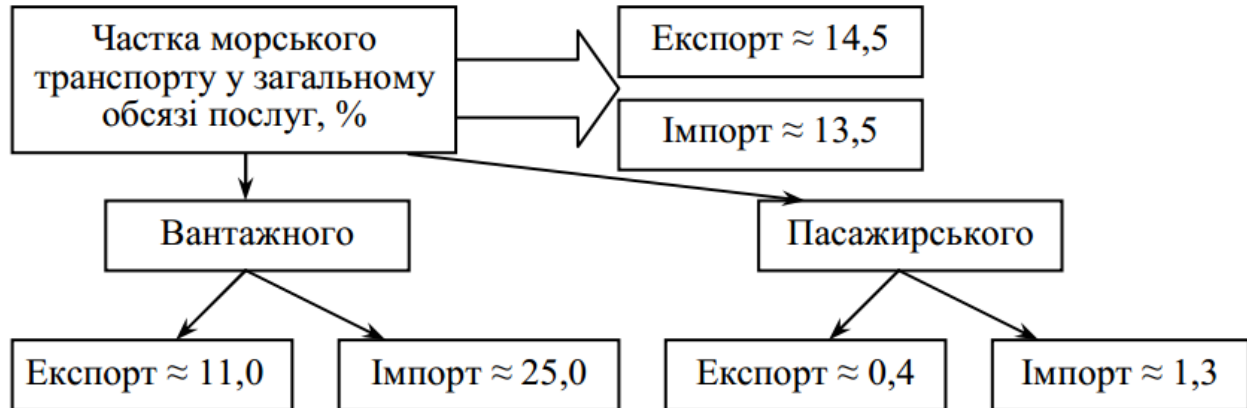 Частка морського
транспорту у загальному
обсязі послуг, %
Експорт ≈ 14,5
Імпорт ≈ 13,5
Вантажного
Пасажирського
Експорт ≈ 11,0
Імпорт ≈ 25,0
Експорт ≈ 0,4
Імпорт ≈ 1,3